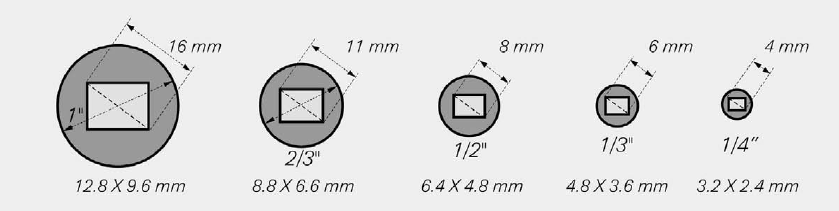 16 mm
11 mm
8 mm
6 mm
4 mm
1"
2/3"
1/2"
1/3"
1/4"
12.8 X 9.6 mm
8.8 X 6.6 mm
6.4 X 4.8 mm
4.8 X 3.6 mm
3.2 X 2.4 mm